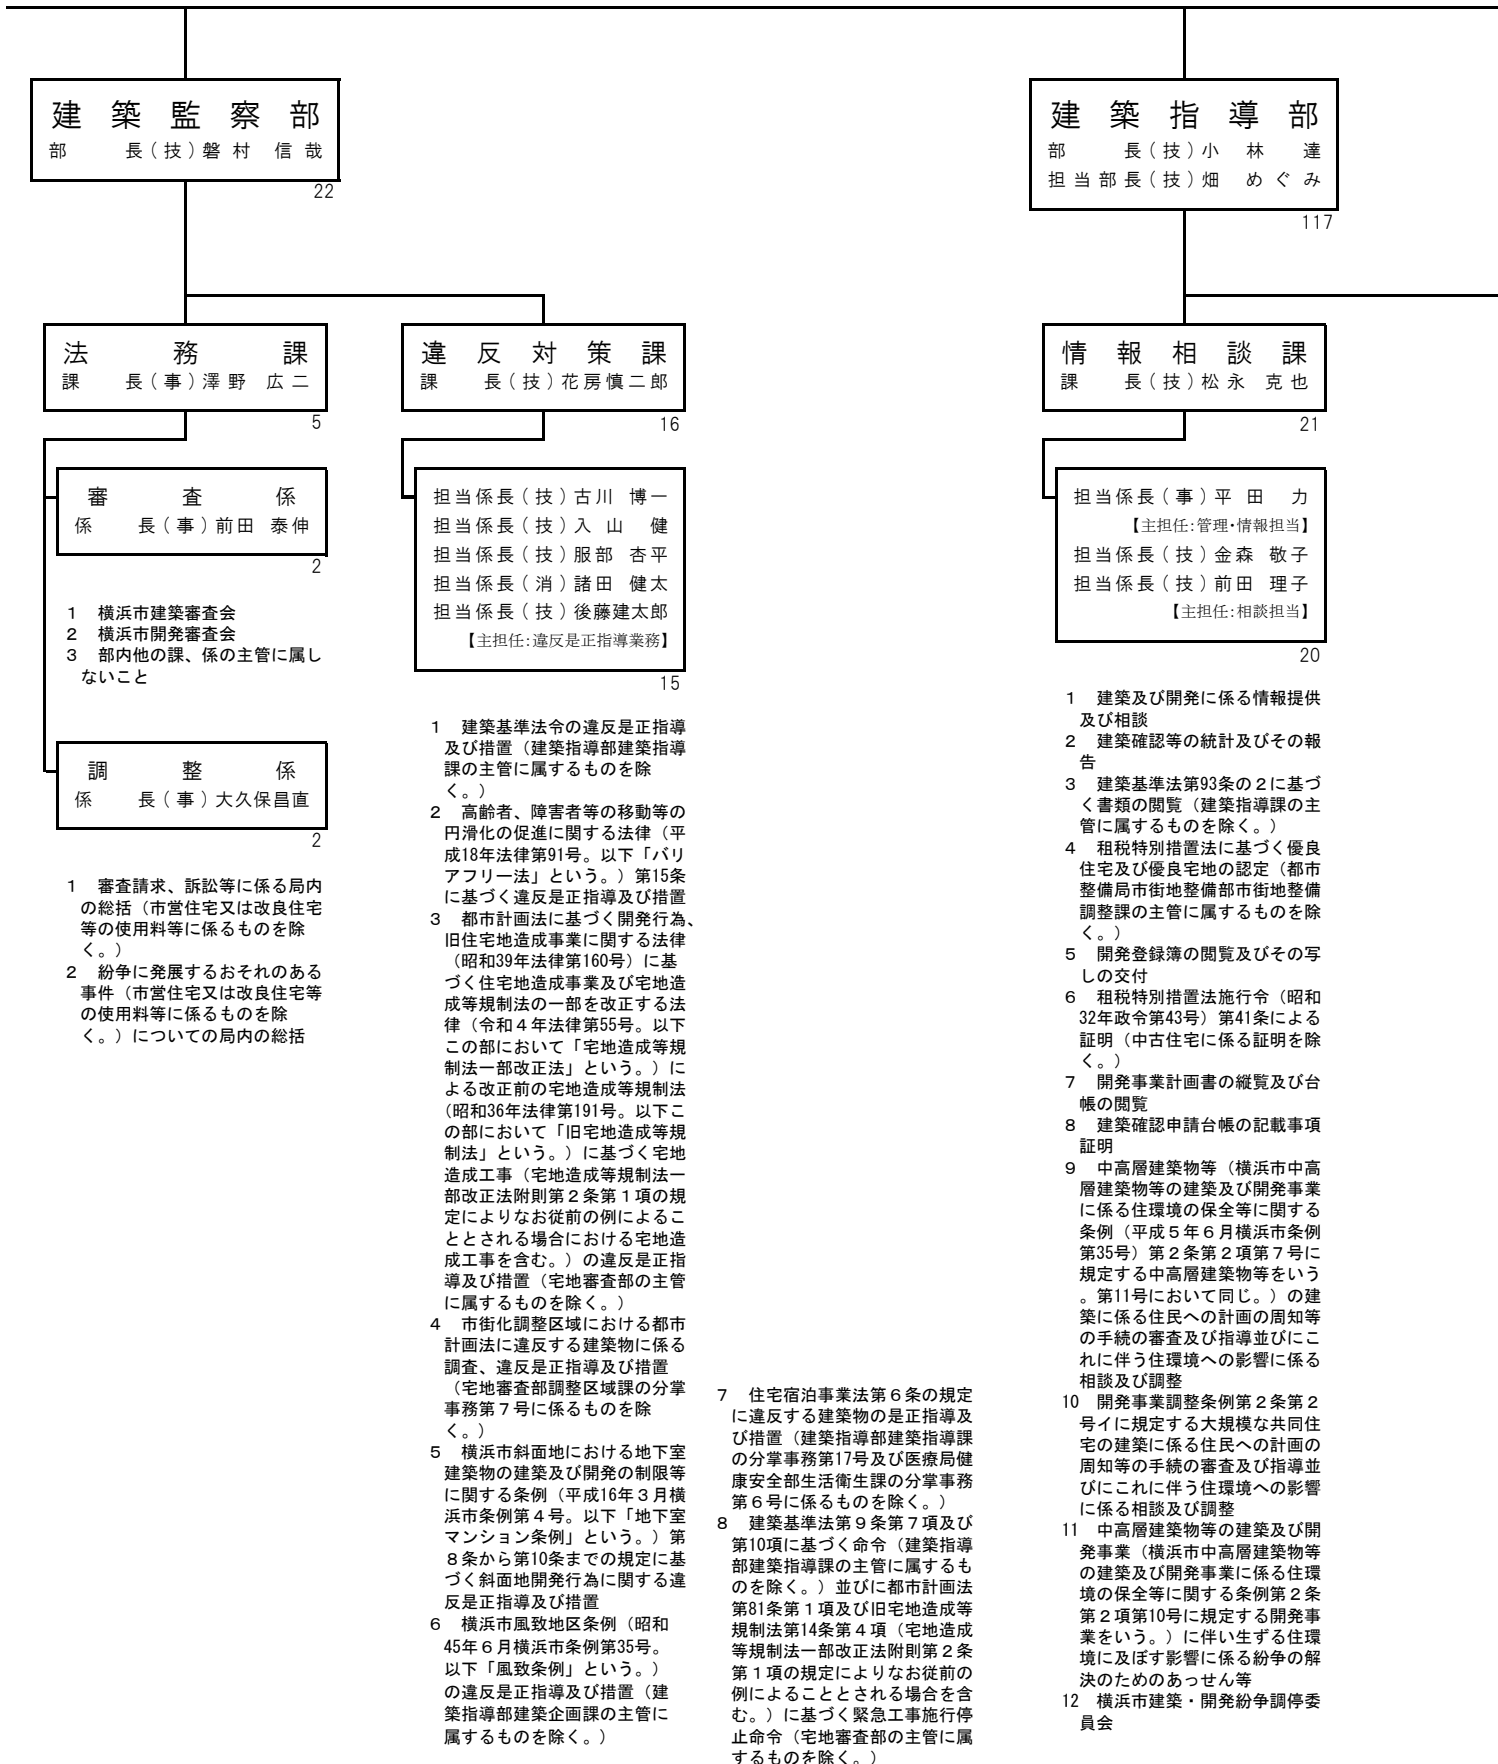 建築監察部
部長(技)磐村 信哉
22
法務課
課長(事)澤野 広二
5
審査係
係長(事)前田 泰伸
2
1 横浜市建築審査会
2 横浜市開発審査会
3 部内他の課、係の主管に属し
ないこと
調整係
係長(事)大久保昌直
2
1 審査請求、訴訟等に係る局内
の総括(市営住宅又は改良住宅
等の使用料等に係るものを除
く。)
2 紛争に発展するおそれのある
事件(市営住宅又は改良住宅等
の使用料等に係るものを除
く。)についての局内の総括
違反対策課
課長(技)花房慎二郎
16
担当係長(技)古川 博一
担当係長(技)入山 健
担当係長(技)服部 杏平
担当係長(消)諸田 健太
担当係長(技)後藤建太郎
【主担任:違反是正指導業務】
15
1 建築基準法令の違反是正指導
及び措置(建築指導部建築指導
課の主管に属するものを除
く。)
2 高齢者、障害者等の移動等の
円滑化の促進に関する法律(平
成18年法律第91号。以下「バリ
アフリー法」という。)第15条
に基づく違反是正指導及び措置
3 都市計画法に基づく開発行為、
旧住宅地造成事業に関する法律
(昭和39年法律第160号)に基
づく住宅地造成事業及び宅地造
成等規制法の一部を改正する法
律(令和4年法律第55号。以下
この部において「宅地造成等規
制法一部改正法」という。)に
よる改正前の宅地造成等規制法
(昭和36年法律第191号。以下こ
の部において「旧宅地造成等規
制法」という。)に基づく宅地
造成工事(宅地造成等規制法一
部改正法附則第2条第1項の規
定によりなお従前の例によるこ
ととされる場合における宅地造
成工事を含む。)の違反是正指
導及び措置(宅地審査部の主管
に属するものを除く。)
4 市街化調整区域における都市
計画法に違反する建築物に係る
調査、違反是正指導及び措置
(宅地審査部調整区域課の分掌
事務第7号に係るものを除
く。)
5 横浜市斜面地における地下室
建築物の建築及び開発の制限等
に関する条例(平成16年3月横
浜市条例第4号。以下「地下室
マンション条例」という。)第
8条から第10条までの規定に基
づく斜面地開発行為に関する違
反是正指導及び措置
6 横浜市風致地区条例(昭和
45年6月横浜市条例第35号。
以下「風致条例」という。)
の違反是正指導及び措置(建
築指導部建築企画課の主管に
属するものを除く。)
7 住宅宿泊事業法第6条の規定
に違反する建築物の是正指導及
び措置(建築指導部建築指導課
の分掌事務第17号及び医療局健
康安全部生活衛生課の分掌事務
第6号に係るものを除く。)
8 建築基準法第9条第7項及び
第10項に基づく命令(建築指導
部建築指導課の主管に属するも
のを除く。)並びに都市計画法
第81条第1項及び旧宅地造成等
規制法第14条第4項(宅地造成
等規制法一部改正法附則第2条
第1項の規定によりなお従前の
例によることとされる場合を含
む。)に基づく緊急工事施行停
止命令(宅地審査部の主管に属
するものを除く。)
建築指導部
部長(技)小林 達
担当部長(技)畑 めぐみ
117
情報相談課
課長(技)松永 克也
21
担当係長(事)平田 力
【主担任:管理・情報担当】
担当係長(技)金森 敬子
担当係長(技)前田 理子
【主担任:相談担当】
20
1 建築及び開発に係る情報提供
及び相談
2 建築確認等の統計及びその報
告
3 建築基準法第93条の2に基づ
く書類の閲覧(建築指導課の主
管に属するものを除く。)
4 租税特別措置法に基づく優良
住宅及び優良宅地の認定(都市
整備局市街地整備部市街地整備
調整課の主管に属するものを除
く。)
5 開発登録簿の閲覧及びその写
しの交付
6 租税特別措置法施行令(昭和
32年政令第43号)第41条による
証明(中古住宅に係る証明を除
く。)
7 開発事業計画書の縦覧及び台
帳の閲覧
8 建築確認申請台帳の記載事項
証明
9 中高層建築物等(横浜市中高
層建築物等の建築及び開発事業
に係る住環境の保全等に関する
条例(平成5年6月横浜市条例
第35号)第2条第2項第7号に
規定する中高層建築物等をいう
。第11号において同じ。)の建
築に係る住民への計画の周知等
の手続の審査及び指導並びにこ
れに伴う住環境への影響に係る
相談及び調整
10 開発事業調整条例第2条第2
号イに規定する大規模な共同住
宅の建築に係る住民への計画の
周知等の手続の審査及び指導並
びにこれに伴う住環境への影響
に係る相談及び調整
11 中高層建築物等の建築及び開
発事業(横浜市中高層建築物等
の建築及び開発事業に係る住環
境の保全等に関する条例第2条
第2項第10号に規定する開発事
業をいう。)に伴い生ずる住環
境に及ぼす影響に係る紛争の解
決のためのあっせん等
12 横浜市建築・開発紛争調停委
員会